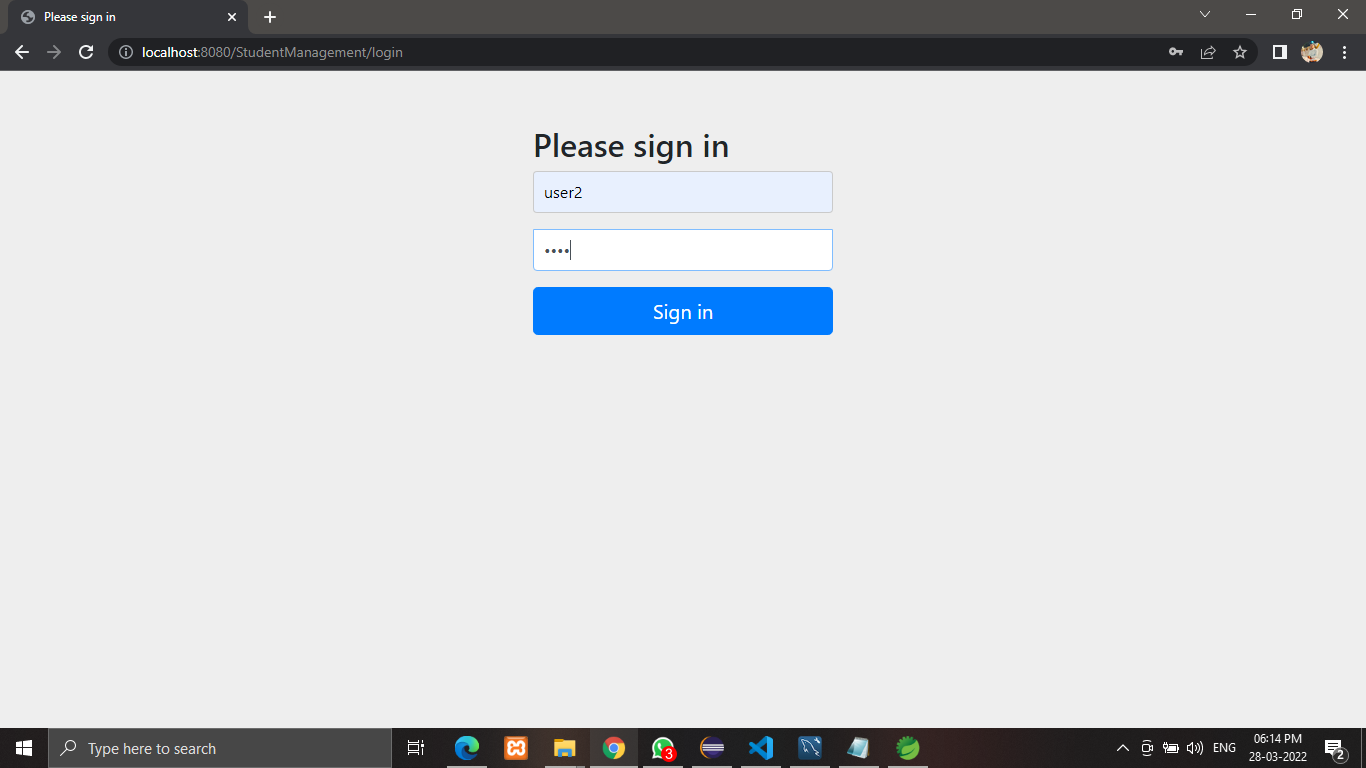 Please sign in
localhost:8080/StudentManagement/login
Please sign in
user2
••••
Sign in
Type here to search
3
ENG
06:14 PM
28-03-2022
2